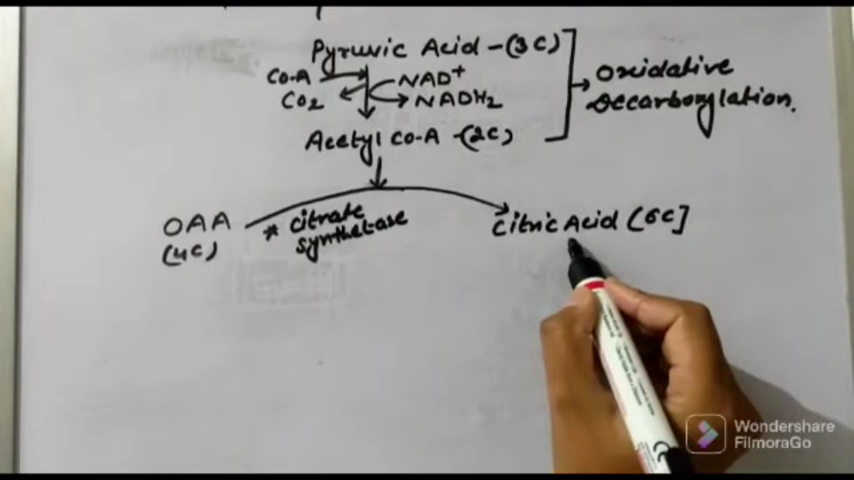 Pyruvic Acid -(3C)
CO-A
NAD+
CO2
NADH2
Oxidative
Decarboxylation.
Acetyl CO-A -(2C)
OAA
(4C)
* citrate
synthetase
Citric Acid (6C]
Wondershare
FilmoraGo